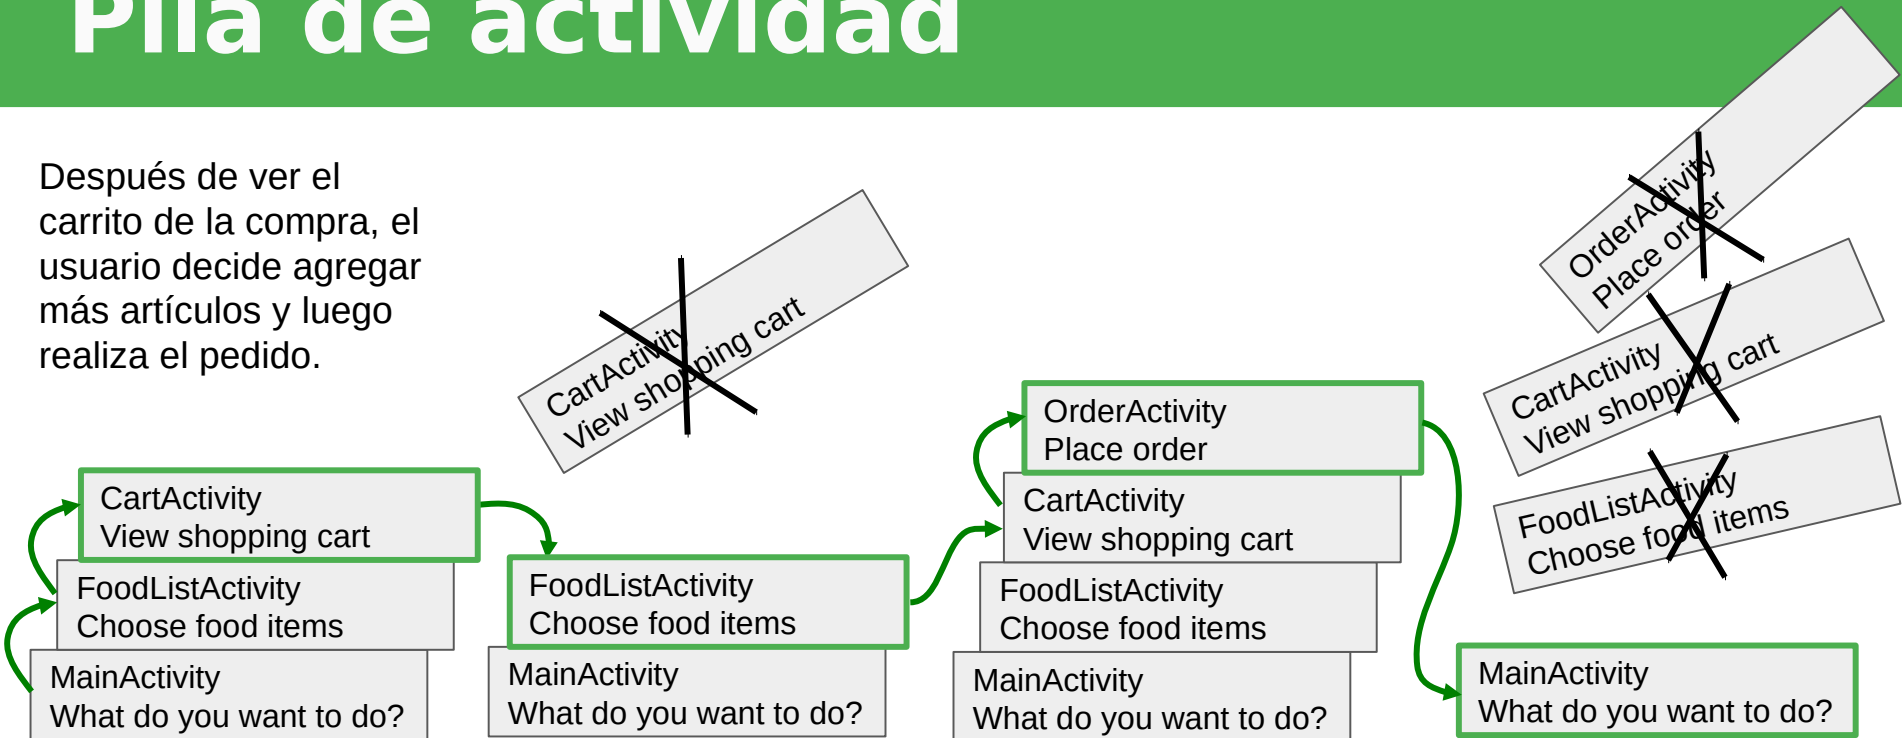 Pila de actividad
Después de ver el
carrito de la compra, el
usuario decide agregar
más artículos y luego
realiza el pedido.
CartActivity
View shopping cart
FoodListActivity
Choose food items
MainActivity
What do you want to do?
CartActivity
View shopping cart
FoodListActivity
Choose food items
MainActivity
What do you want to do?
OrderActivity
Place order
CartActivity
View shopping cart
FoodListActivity
Choose food items
MainActivity
What do you want to do?
OrderActivity
Place order
CartActivity
View shopping cart
FoodListActivity
Choose food items
MainActivity
What do you want to do?